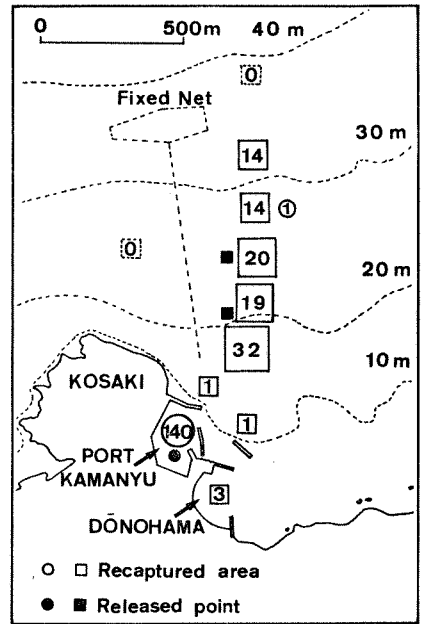 0 500m 40 m
0
Fixed Net
30 m
14
14 1
0
20
20 m
19
32
10 m
KOSAKI
1
1
140
PORT
KAMANYU
3
DŌNOHAMA
Recaptured area
Released point